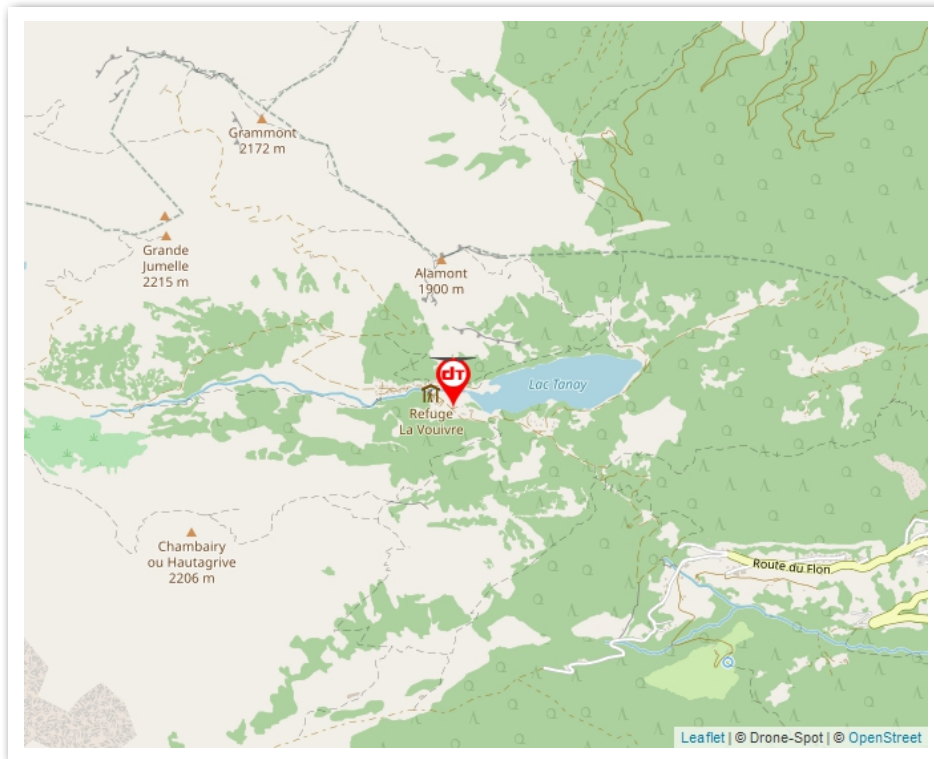 Grammont
2172 m
Grande
Jumelle
2215 m
Alamont
1900 m
dT
Lac Tanay
Refuge
La Vouivre
Chambairy
ou Hautagrive
2206 m
Route du Flon
Leaflet | © Drone-Spot | © OpenStreet